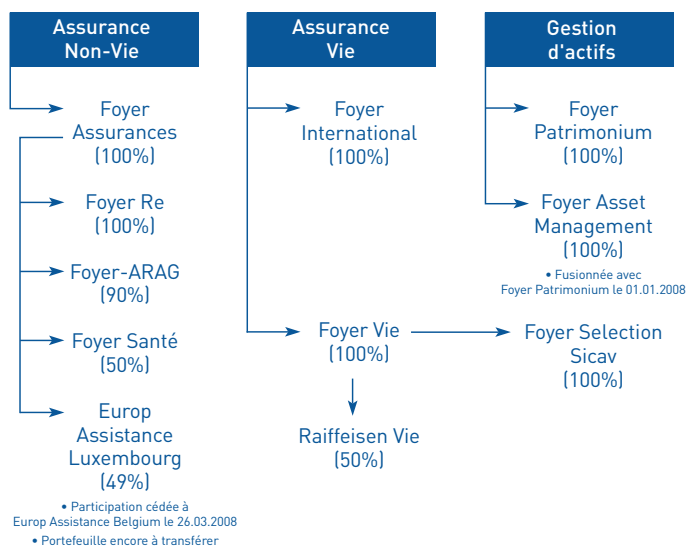 Assurance
Non-Vie
Foyer
Assurances
(100%)
Foyer Re
(100%)
Foyer-ARAG
(90%)
Foyer Santé
(50%)
Europ
Assistance
Luxembourg
(49%)
• Participation cédée à
Europ Assistance Belgium le 26.03.2008
• Portefeuille encore à transférer
Assurance
Vie
Foyer
International
(100%)
Foyer Vie
(100%)
Raiffeisen Vie
(50%)
Gestion
d'actifs
Foyer
Patrimonium
(100%)
Foyer Asset
Management
(100%)
• Fusionnée avec
Foyer Patrimonium le 01.01.2008
Foyer Selection
Sicav
(100%)